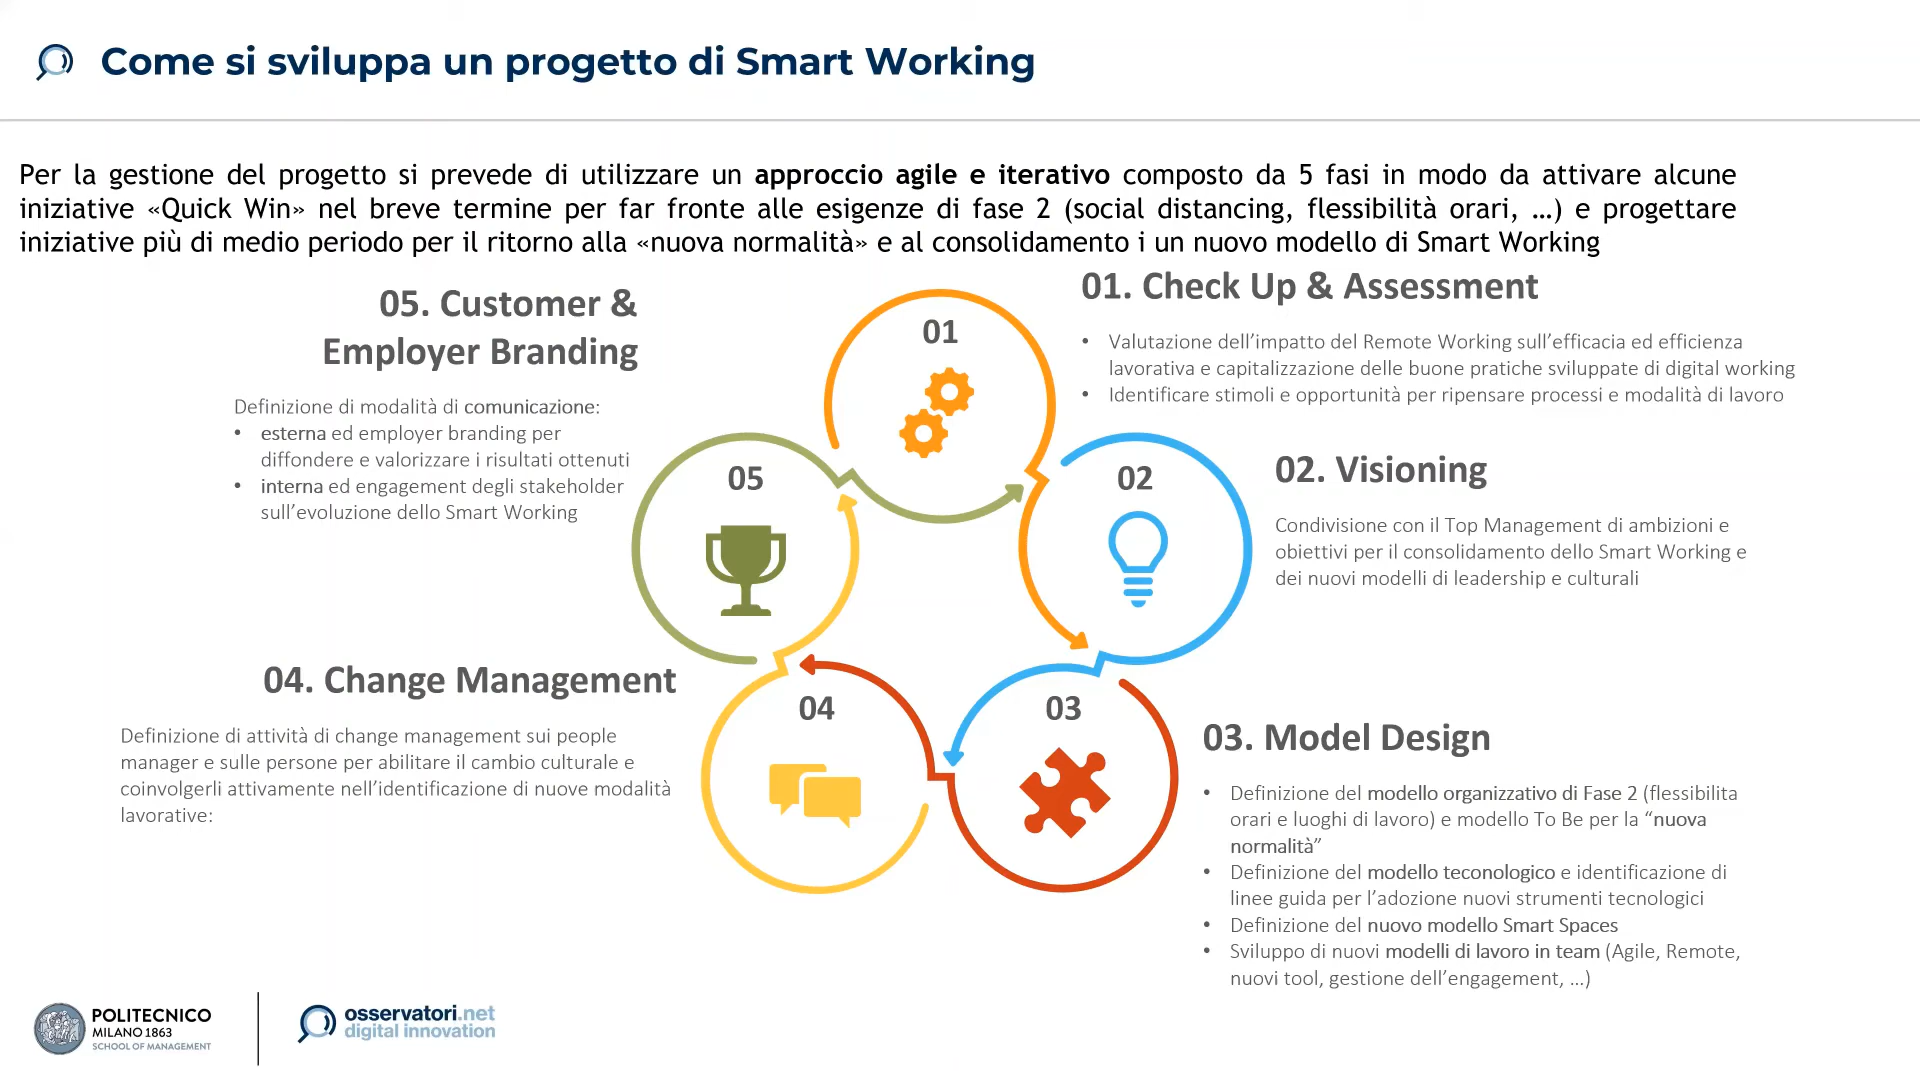 Come si sviluppa un progetto di Smart Working
Per la gestione del progetto si prevede di utilizzare un approccio agile e iterativo composto da 5 fasi in modo da attivare alcune
iniziative «Quick Win» nel breve termine per far fronte alle esigenze di fase 2 (social distancing, flessibilità orari, …) e progettare
iniziative più di medio periodo per il ritorno alla «nuova normalità» e al consolidamento i un nuovo modello di Smart Working
01. Check Up & Assessment
• Valutazione dell’impatto del Remote Working sull’efficacia ed efficienza
lavorativa e capitalizzazione delle buone pratiche sviluppate di digital working
• Identificare stimoli e opportunità per ripensare processi e modalità di lavoro
02. Visioning
Condivisione con il Top Management di ambizioni e
obiettivi per il consolidamento dello Smart Working e
dei nuovi modelli di leadership e culturali
03. Model Design
• Definizione del modello organizzativo di Fase 2 (flessibilita
orari e luoghi di lavoro) e modello To Be per la “nuova
normalità”
• Definizione del modello teconologico e identificazione di
linee guida per l’adozione nuovi strumenti tecnologici
• Definizione del nuovo modello Smart Spaces
• Sviluppo di nuovi modelli di lavoro in team (Agile, Remote,
nuovi tool, gestione dell’engagement, …)
04. Change Management
Definizione di attività di change management sui people
manager e sulle persone per abilitare il cambio culturale e
coinvolgerli attivamente nell’identificazione di nuove modalità
lavorative:
05. Customer &
Employer Branding
Definizione di modalità di comunicazione:
• esterna ed employer branding per
diffondere e valorizzare i risultati ottenuti
• interna ed engagement degli stakeholder
sull’evoluzione dello Smart Working
01
02
03
04
05
POLITECNICO
MILANO 1863
SCHOOL OF MANAGEMENT
osservatori.net
digital innovation